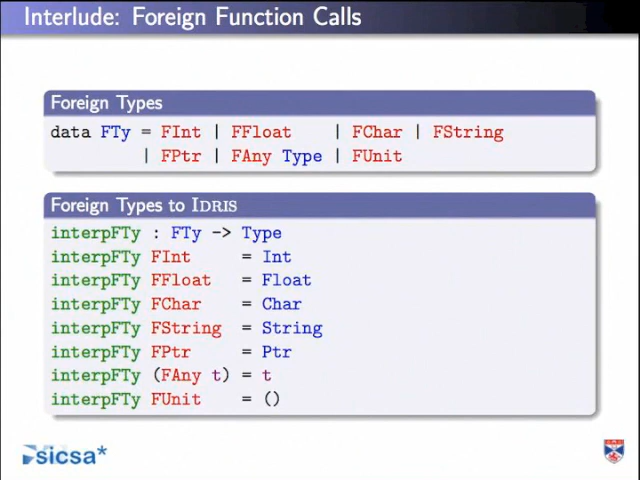 Interlude: Foreign Function Calls
Foreign Types
data FTy = FInt | FFloat | FChar | FString
| FPtr | FAny Type | FUnit
Foreign Types to IDRIS
interpFTy : FTy -> Type
interpFTy FInt = Int
interpFTy FFloat = Float
interpFTy FChar = Char
interpFTy FString = String
interpFTy FPtr = Ptr
interpFTy (FAny t) = t
interpFTy FUnit = ()
sicsa*